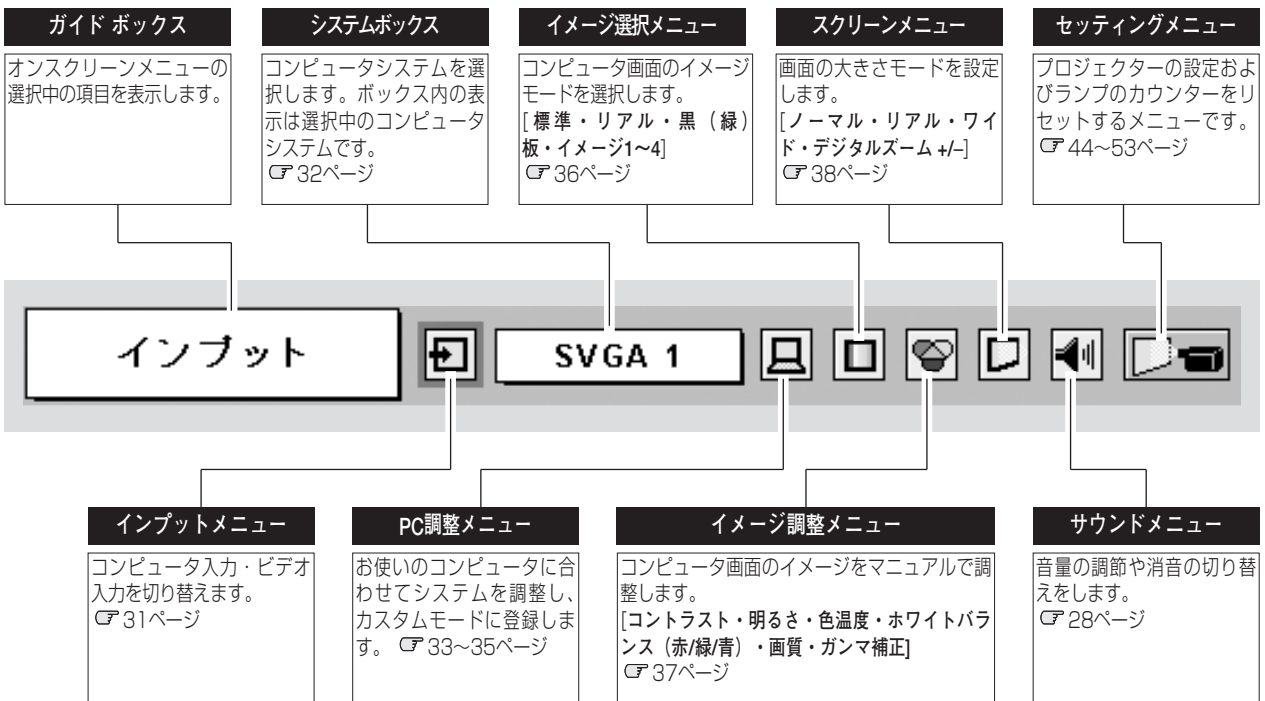 ガイド ボックス
オンスクリーンメニューの
選択中の項目を表示します。
システムボックス
コンピュータシステムを選
択します。ボックス内の表
示は選択中のコンピュータ
システムです。
☞ 32ページ
イメージ選択メニュー
コンピュータ画面のイメージ
モードを選択します。
[標準・リアル・黒（緑）
板・イメージ1～4]
☞ 36ページ
スクリーンメニュー
画面の大きさモードを設定
します。
[ノーマル・リアル・ワイ
ド・デジタルズーム +/–]
☞ 38ページ
セッティングメニュー
プロジェクターの設定およ
びランプのカウンターをリ
セットするメニューです。
☞ 44～53ページ
インプット
SVGA 1
インプットメニュー
コンピュータ入力・ビデオ
入力を切り替えます。
☞ 31ページ
PC調整メニュー
お使いのコンピュータに合
わせてシステムを調整し、
カスタムモードに登録しま
す。 ☞ 33～35ページ
イメージ調整メニュー
コンピュータ画面のイメージをマニュアルで調
整します。
[コントラスト・明るさ・色温度・ホワイトバラ
ンス（赤/緑/青）・画質・ガンマ補正]
☞ 37ページ
サウンドメニュー
音量の調節や消音の切り替
えをします。
☞ 28ページ